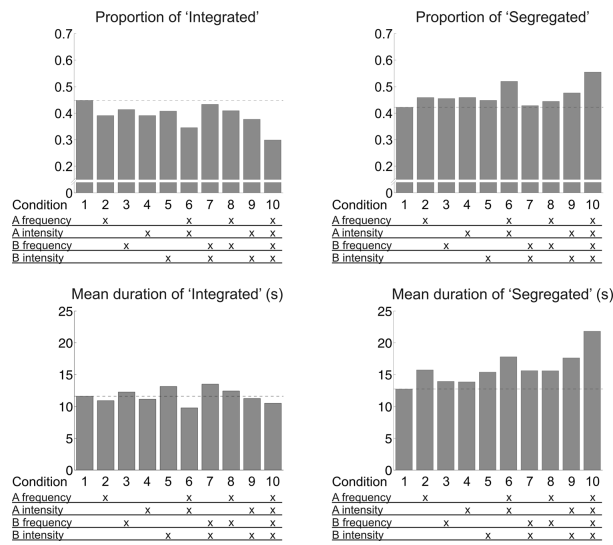 Proportion of ‘Integrated’
0.7
0.6
0.5
0.4
0.3
0.2
0
Condition 1 2 3 4 5 6 7 8 9 10
A frequency x x x x
A intensity x x x x
B frequency x x x x
B intensity x x x x
Proportion of ‘Segregated’
0.7
0.6
0.5
0.4
0.3
0.2
0
Condition 1 2 3 4 5 6 7 8 9 10
A frequency x x x x
A intensity x x x x
B frequency x x x x
B intensity x x x x
Mean duration of ‘Integrated’ (s)
25
20
15
10
5
0
Condition 1 2 3 4 5 6 7 8 9 10
A frequency x x x x
A intensity x x x x
B frequency x x x x
B intensity x x x x
Mean duration of ‘Segregated’ (s)
25
20
15
10
5
0
Condition 1 2 3 4 5 6 7 8 9 10
A frequency x x x x
A intensity x x x x
B frequency x x x x
B intensity x x x x